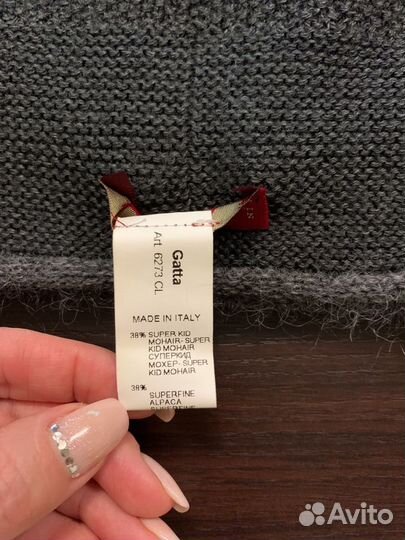 Gatta
Art. 6273 CL.
MADE IN ITALY
38% SUPER KID
MOHAIR- SUPER
KID MOHAIR
СУПЕРКИД
МОХЕР- SUPER
KID MOHAIR
38%
SUPERFINE
ALPACA
SUPERFINE
Avito